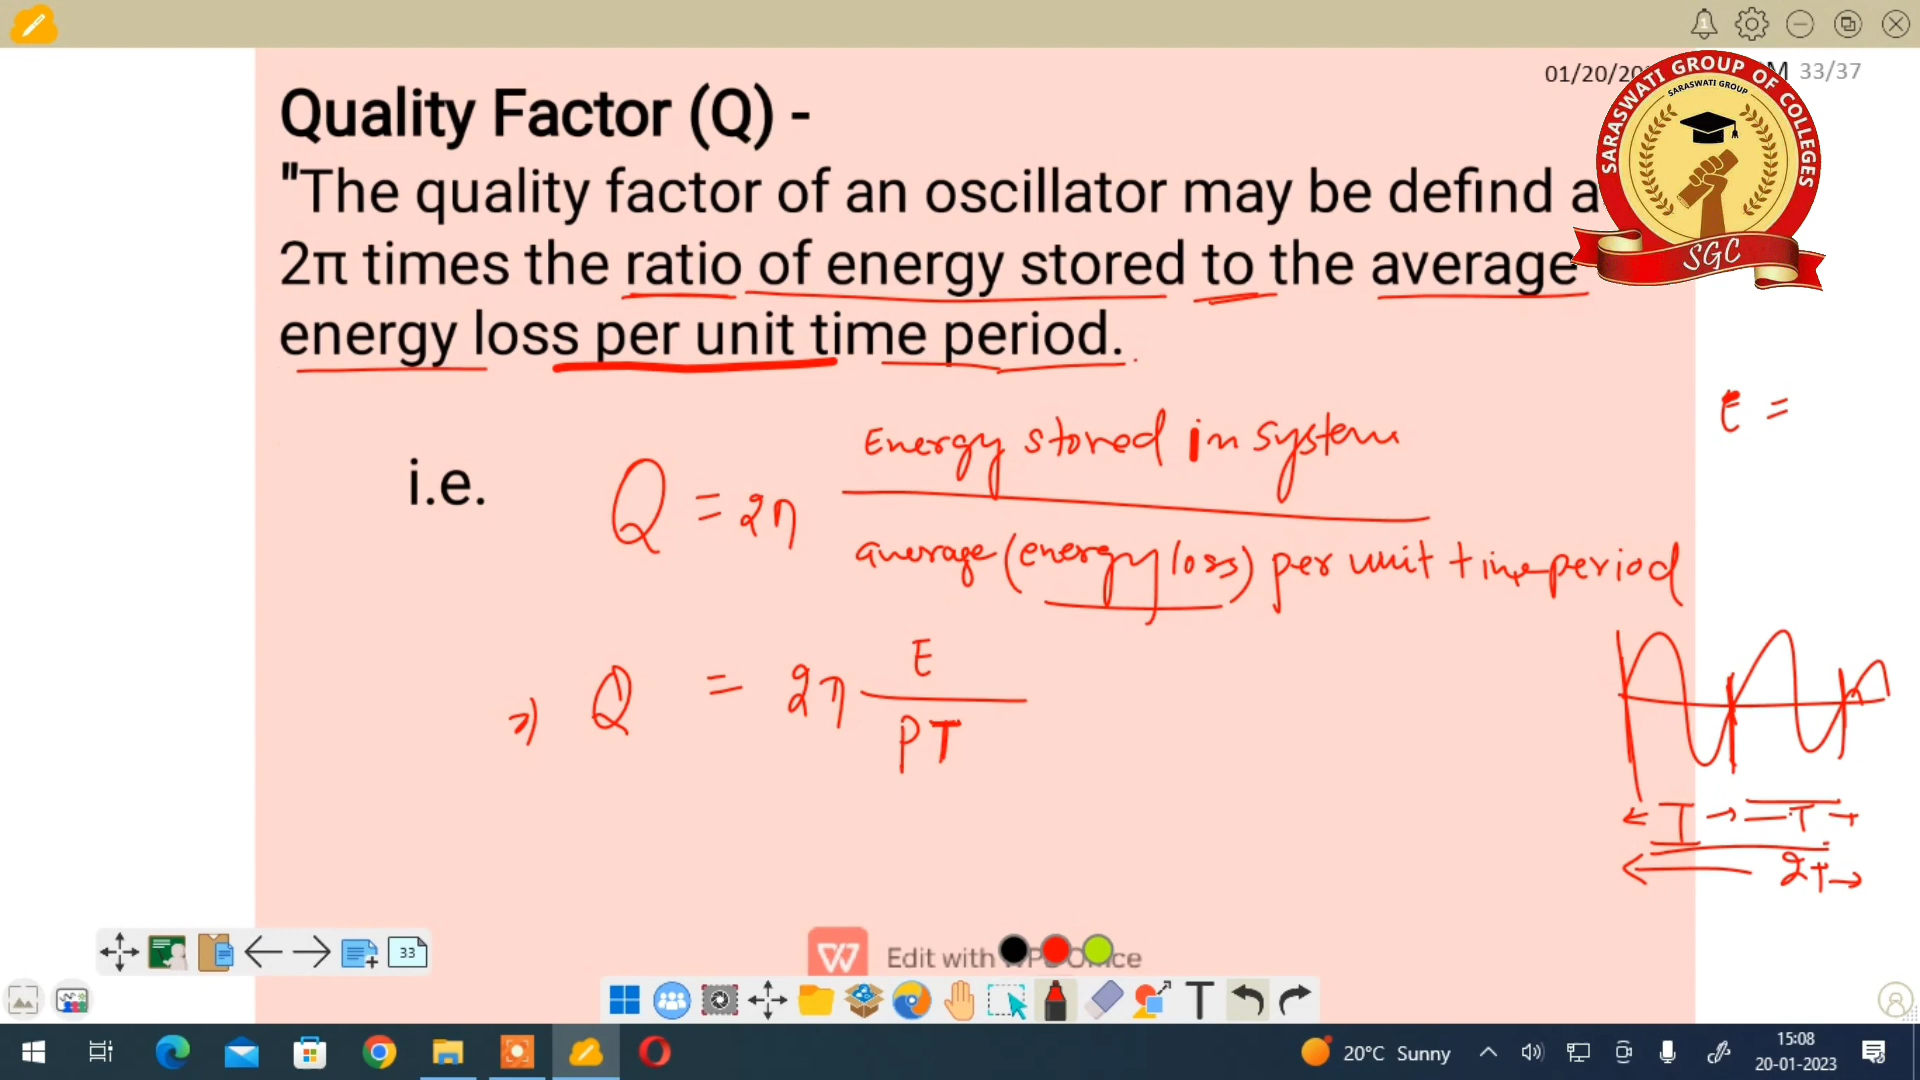 01/20/20 M 33/37
SARASWATI GROUP OF COLLEGES
SARASWATI GROUP
SGC
Quality Factor (Q) -
"The quality factor of an oscillator may be defind a
2π times the ratio of energy stored to the average
energy loss per unit time period.
E =
i.e.
Energy stored in system
Q = 2π
average (energy loss) per unit time period
E
⇒ Q = 2π
PT
T T
2T
33
Edit with
20°C Sunny
15:08
20-01-2023